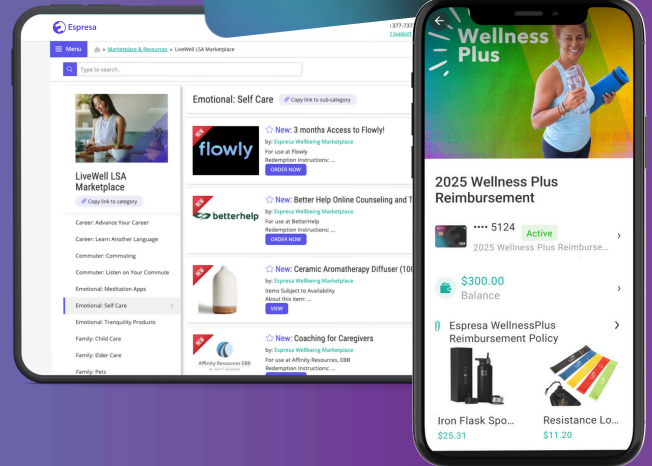 Espresa
Menu
Marketplace & Resources » LiveWell LSA Marketplace
Type to search...
LiveWell LSA
Marketplace
Copy link to category
Career: Advance Your Career
Career: Learn Another Language
Commuter: Commuting
Commuter: Listen on Your Commute
Emotional: Meditation Apps
Emotional: Self Care
Emotional: Tranquility Products
Family: Child Care
Family: Elder Care
Family: Pets
Emotional: Self Care
Copy link to sub-category
NEW
flowly
New: 3 months Access to Flowly!
by: Espresa Wellbeing Marketplace
For use at Flowly
Redemption Instructions: ...
ORDER NOW
NEW
betterhelp
New: Better Help Online Counseling and T
by: Espresa Wellbeing Marketplace
For use at BetterHelp
Redemption Instructions: ...
ORDER NOW
NEW
New: Ceramic Aromatherapy Diffuser (10
by: Espresa Wellbeing Marketplace
Items Subject to Availability
About this item: ...
VIEW
NEW
Affinity Resources EBB
New: Coaching for Caregivers
by: Espresa Wellbeing Marketplace
For use at Affinity Resources, EBB
Redemption Instructions: ...
Wellness
Plus
2025 Wellness Plus
Reimbursement
•••• 5124
Active
2025 Wellness Plus Reimburse...
$300.00
Balance
Espresa WellnessPlus
Reimbursement Policy
Iron Flask Spo...
$25.31
Resistance Lo...
$11.20